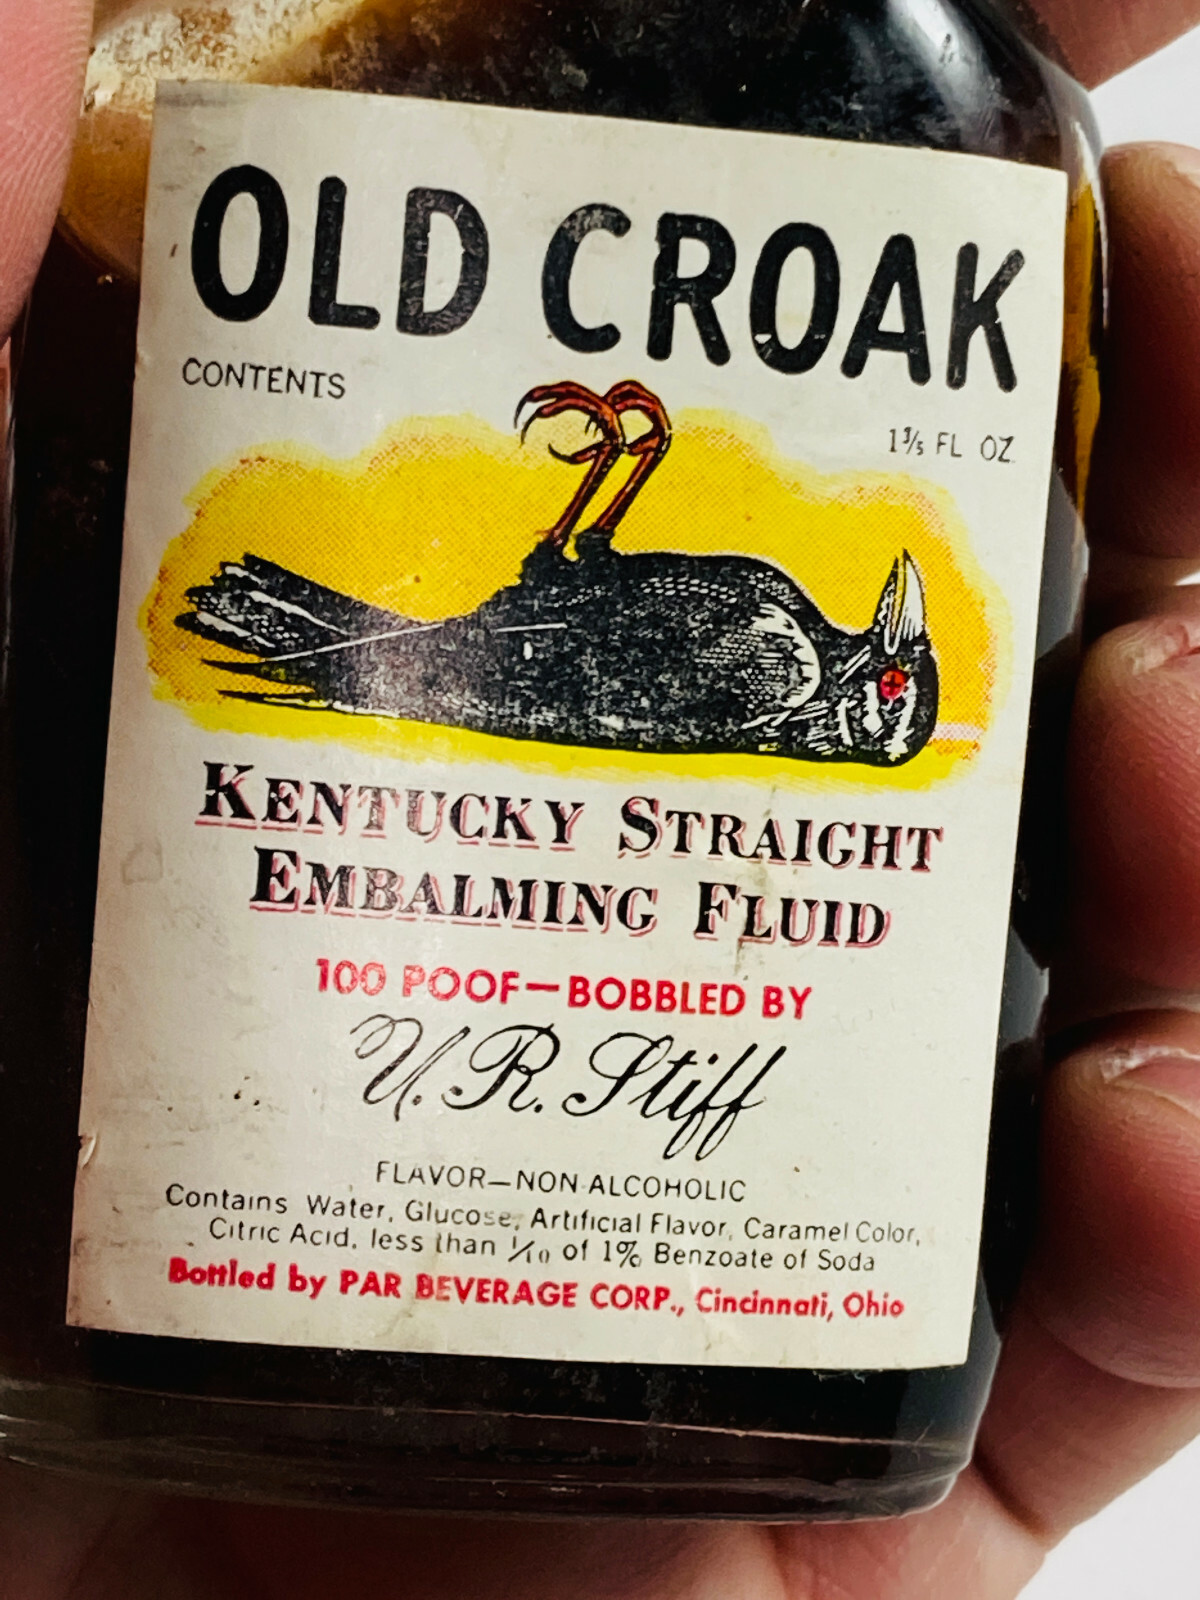 OLD CROAK
CONTENTS
1⅗ FL OZ.
KENTUCKY STRAIGHT
EMBALMING FLUID
100 POOF—BOBBLED BY
U. R. Stiff
FLAVOR—NON-ALCOHOLIC
Contains Water, Glucose, Artificial Flavor, Caramel Color,
Citric Acid, less than 1/10 of 1% Benzoate of Soda
Bottled by PAR BEVERAGE CORP., Cincinnati, Ohio